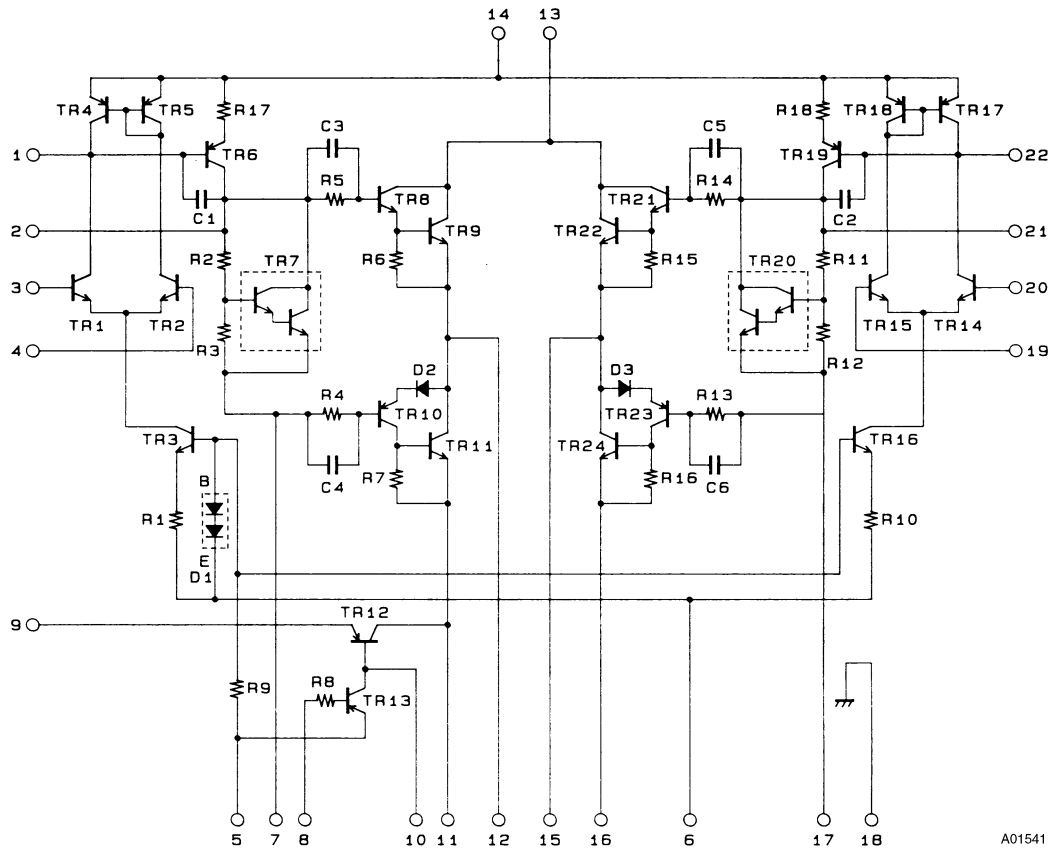 14 13
TR4 TR5 R17 R18 TR18 TR17
C3 C5
1 TR6 TR19 22
R5 TR8 TR21 R14
C1 C2
2 TR9 TR22 21
R2 TR7 R6 R15 TR20 R11
3 20
TR1 TR2 TR15 TR14
R3 R12
4 19
D2 D3
R4 R13
TR10 TR23
TR3 TR11 TR24 TR16
C4 R7 R16 C6
B
R1 R10
E
D1
TR12
9
R9 R8 TR13
5 7 8 10 11 12 15 16 6 17 18
A01541